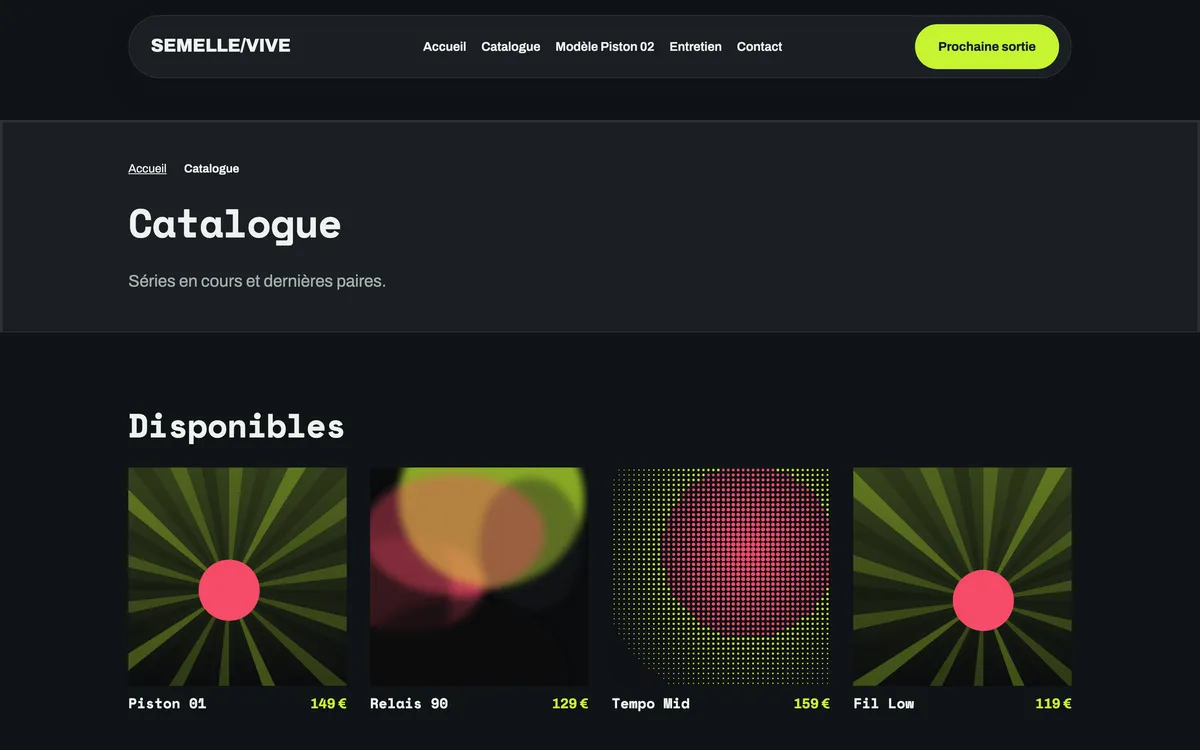 SEMELLE/VIVE
Accueil Catalogue Modèle Piston 02 Entretien Contact
Prochaine sortie
Accueil Catalogue
Catalogue
Séries en cours et dernières paires.
Disponibles
Piston 01 149 €
Relais 90 129 €
Tempo Mid 159 €
Fil Low 119 €